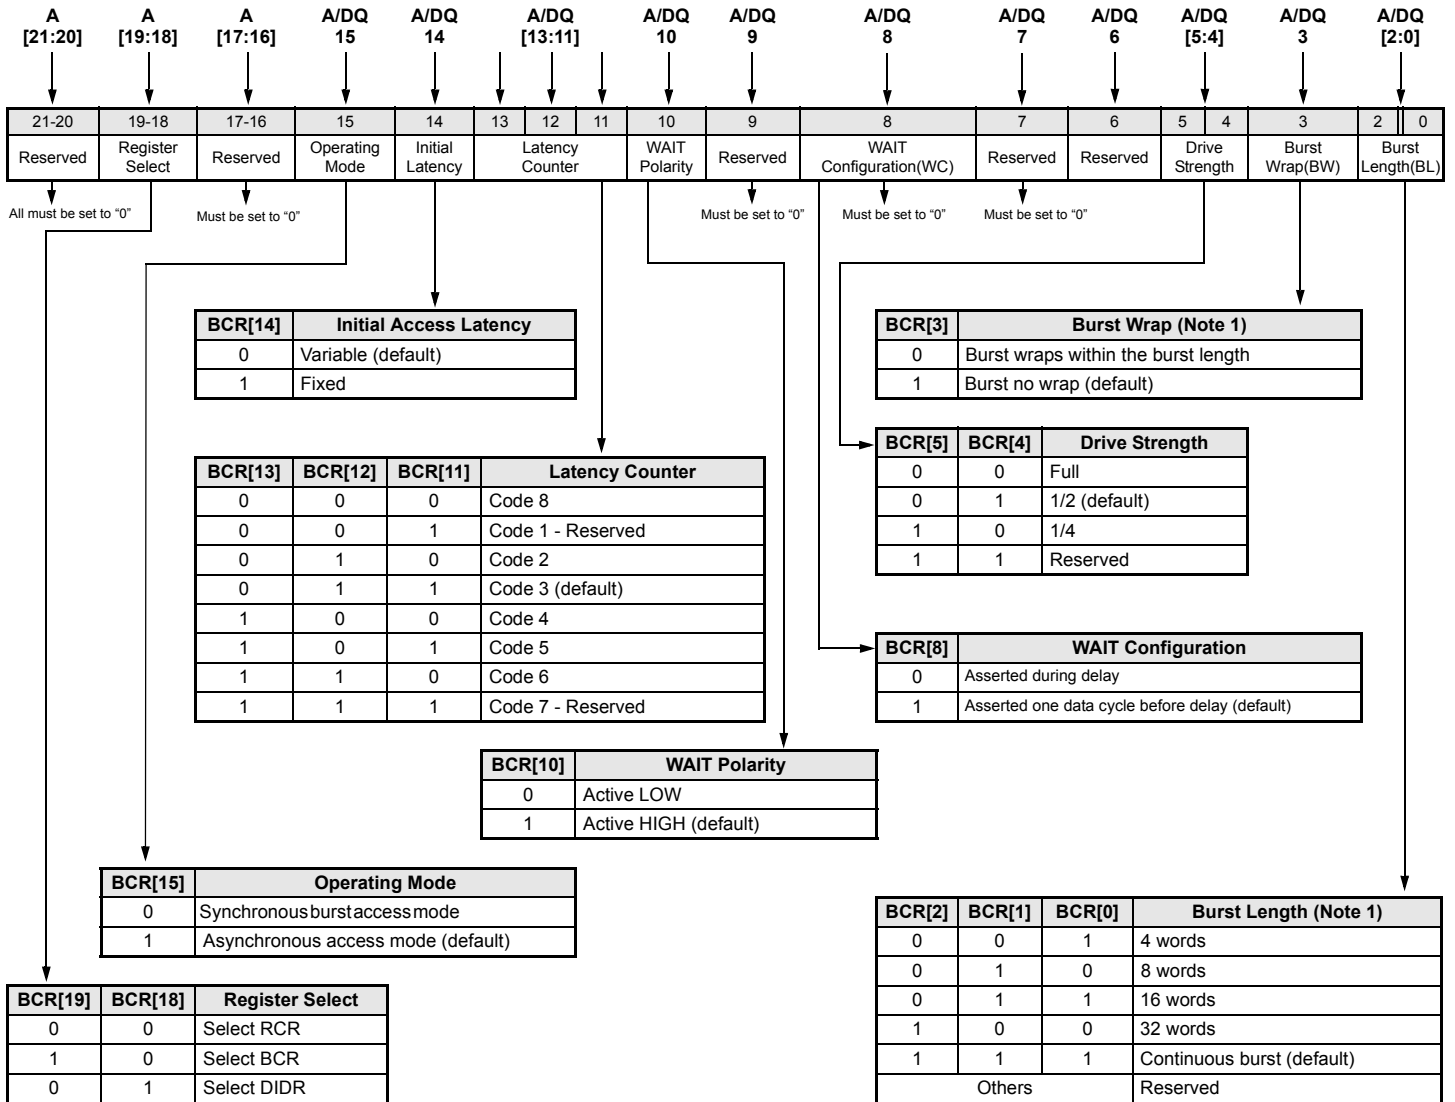 A A A A/DQ A/DQ A/DQ A/DQ A/DQ A/DQ A/DQ A/DQ A/DQ A/DQ A/DQ
[21:20] [19:18] [17:16] 15 14 [13:11] 10 9 8 7 6 [5:4] 3 [2:0]
21-20 19-18 17-16 15 14 13 12 11 10 9 8 7 6 5 4 3 2 0
Reserved Register Select Reserved Operating Mode Initial Latency Latency Counter WAIT Polarity Reserved WAIT Configuration(WC) Reserved Reserved Drive Strength Burst Wrap(BW) Burst Length(BL)
All must be set to “0” Must be set to “0” Must be set to “0” Must be set to “0” Must be set to “0”
BCR[14] Initial Access Latency
0 Variable (default)
1 Fixed
BCR[3] Burst Wrap (Note 1)
0 Burst wraps within the burst length
1 Burst no wrap (default)
BCR[5] BCR[4] Drive Strength
0 0 Full
0 1 1/2 (default)
1 0 1/4
1 1 Reserved
BCR[13] BCR[12] BCR[11] Latency Counter
0 0 0 Code 8
0 0 1 Code 1 - Reserved
0 1 0 Code 2
0 1 1 Code 3 (default)
1 0 0 Code 4
1 0 1 Code 5
1 1 0 Code 6
1 1 1 Code 7 - Reserved
BCR[8] WAIT Configuration
0 Asserted during delay
1 Asserted one data cycle before delay (default)
BCR[10] WAIT Polarity
0 Active LOW
1 Active HIGH (default)
BCR[15] Operating Mode
0 Synchronous burst access mode
1 Asynchronous access mode (default)
BCR[2] BCR[1] BCR[0] Burst Length (Note 1)
0 0 1 4 words
0 1 0 8 words
0 1 1 16 words
1 0 0 32 words
1 1 1 Continuous burst (default)
Others Reserved
BCR[19] BCR[18] Register Select
0 0 Select RCR
1 0 Select BCR
0 1 Select DIDR